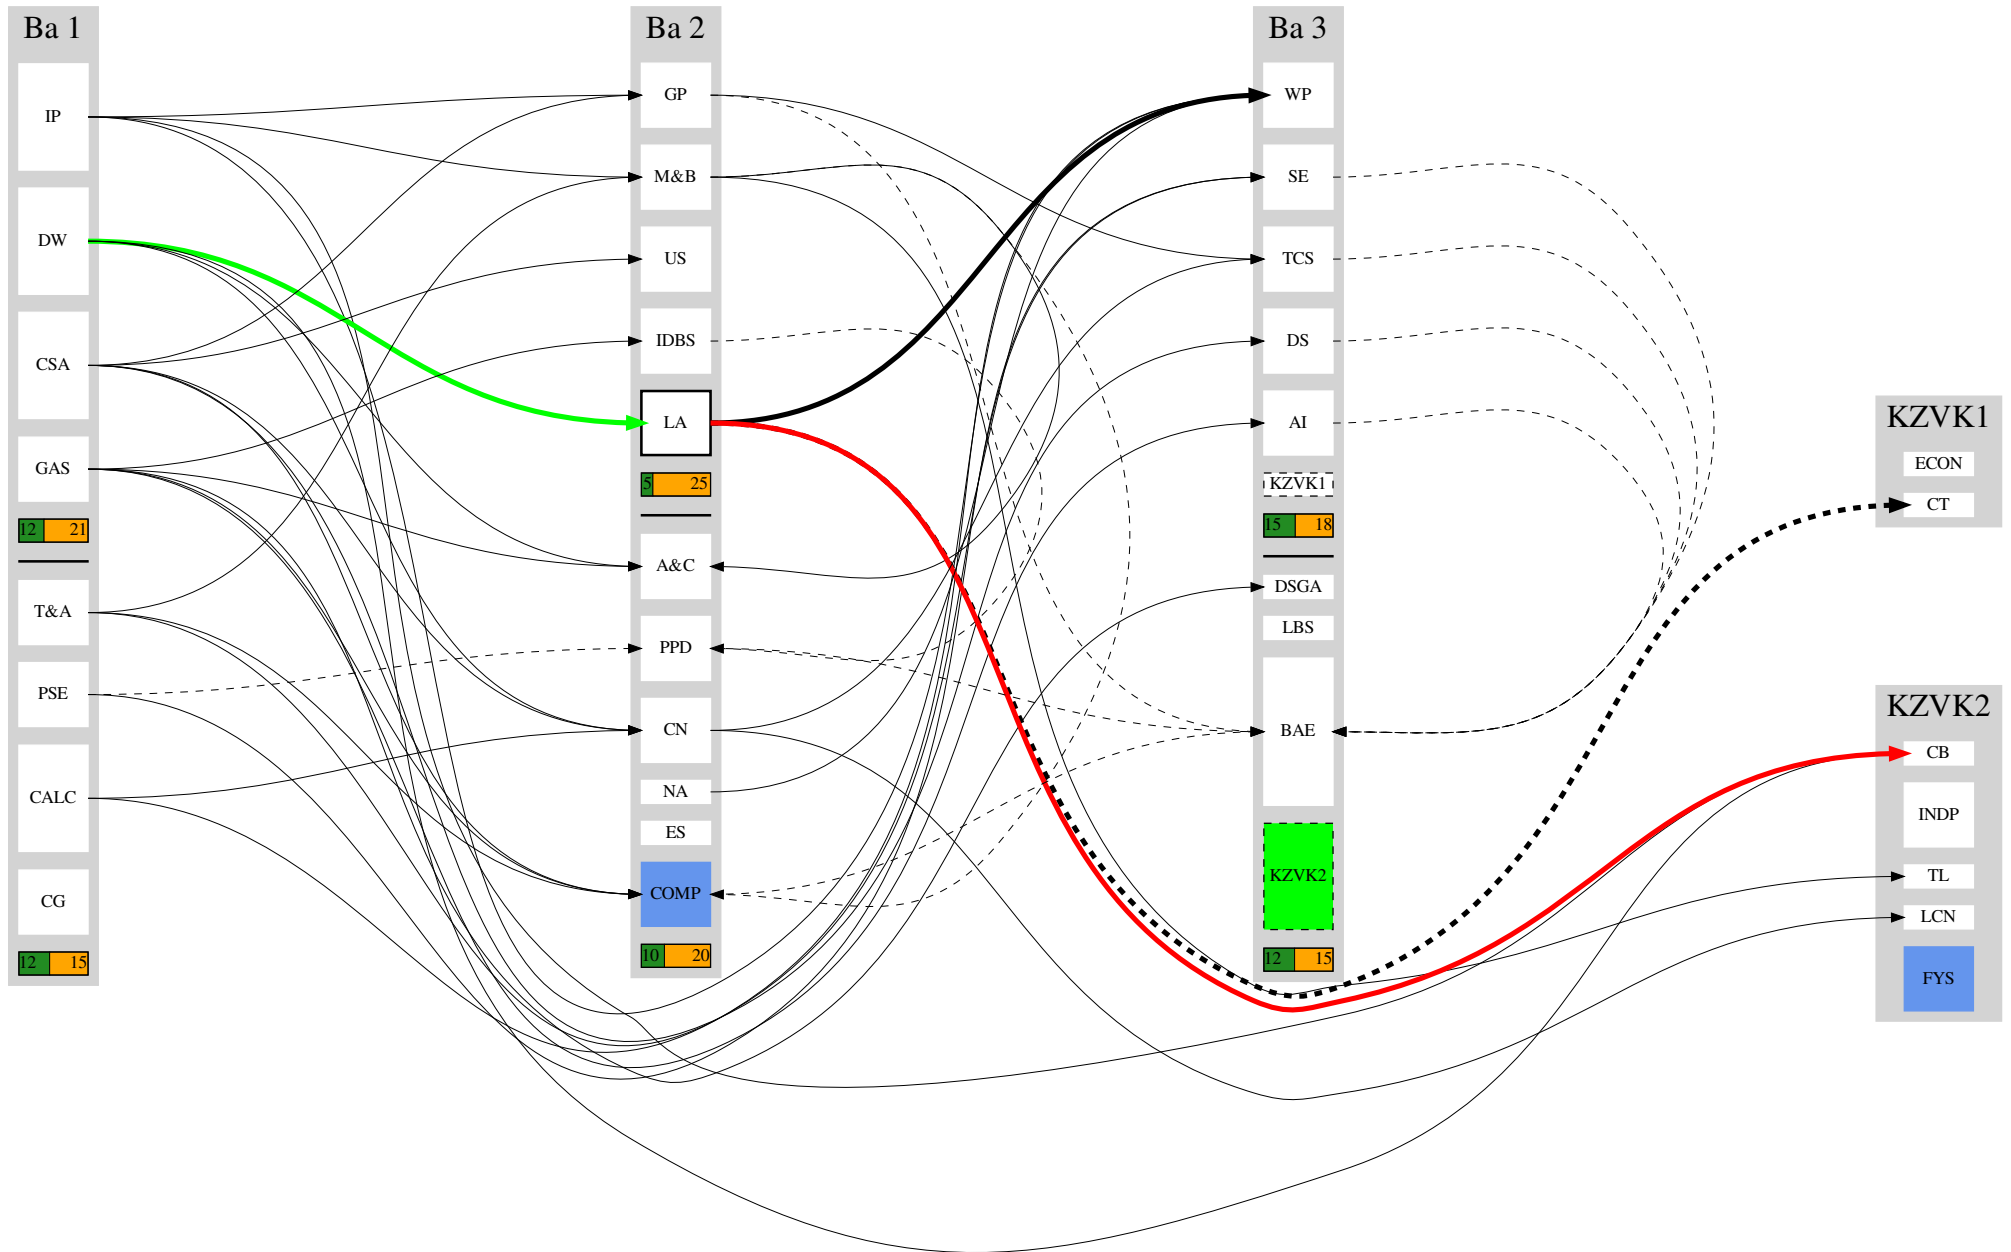 Ba 1
IP
DW
CSA
GAS
12 21
T&A
PSE
CALC
CG
12 15
Ba 2
GP
M&B
US
IDBS
LA
5 25
A&C
PPD
CN
NA
ES
COMP
10 20
Ba 3
WP
SE
TCS
DS
AI
KZVK1
15 18
DSGA
LBS
BAE
KZVK2
12 15
KZVK1
ECON
CT
KZVK2
CB
INDP
TL
LCN
FYS